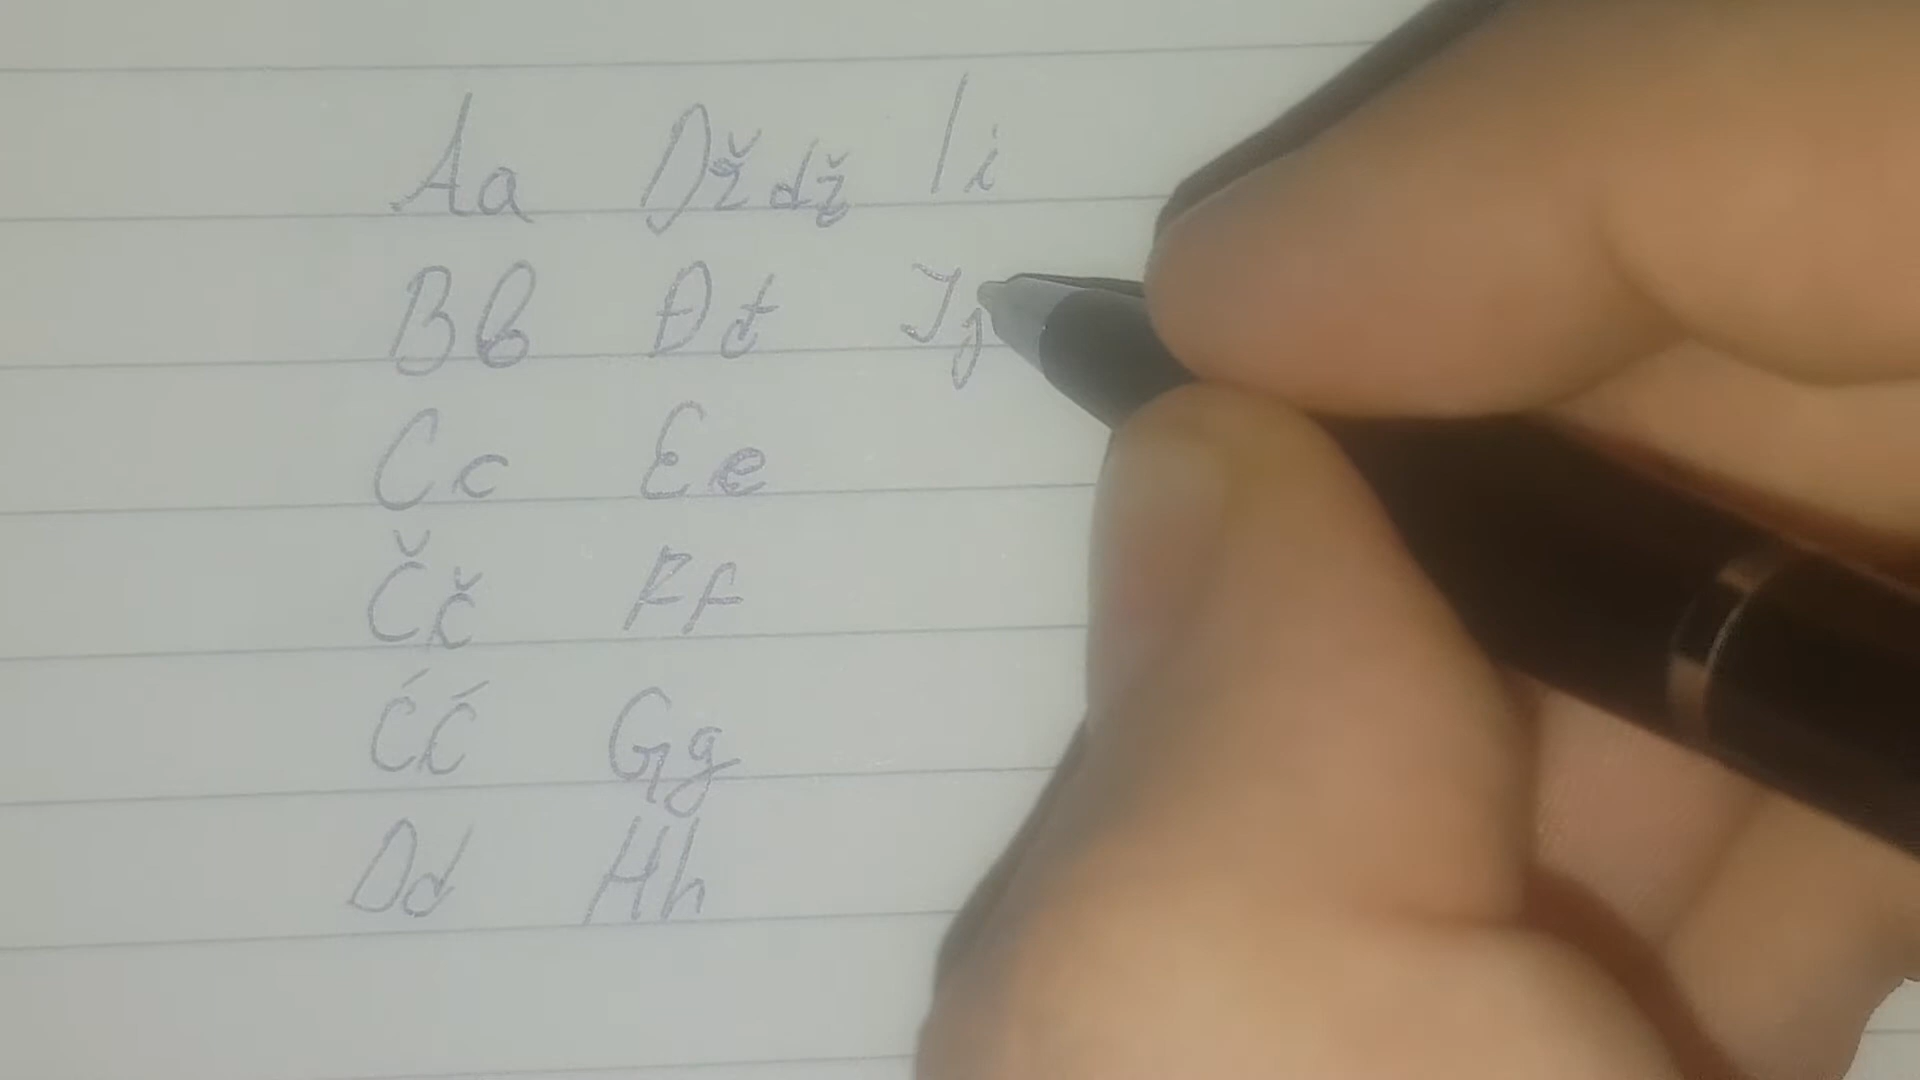 Aa Dždž Ii
Bb Đđ Jj
Cc Ee
Čč Ff
Ćć Gg
Dd Hh